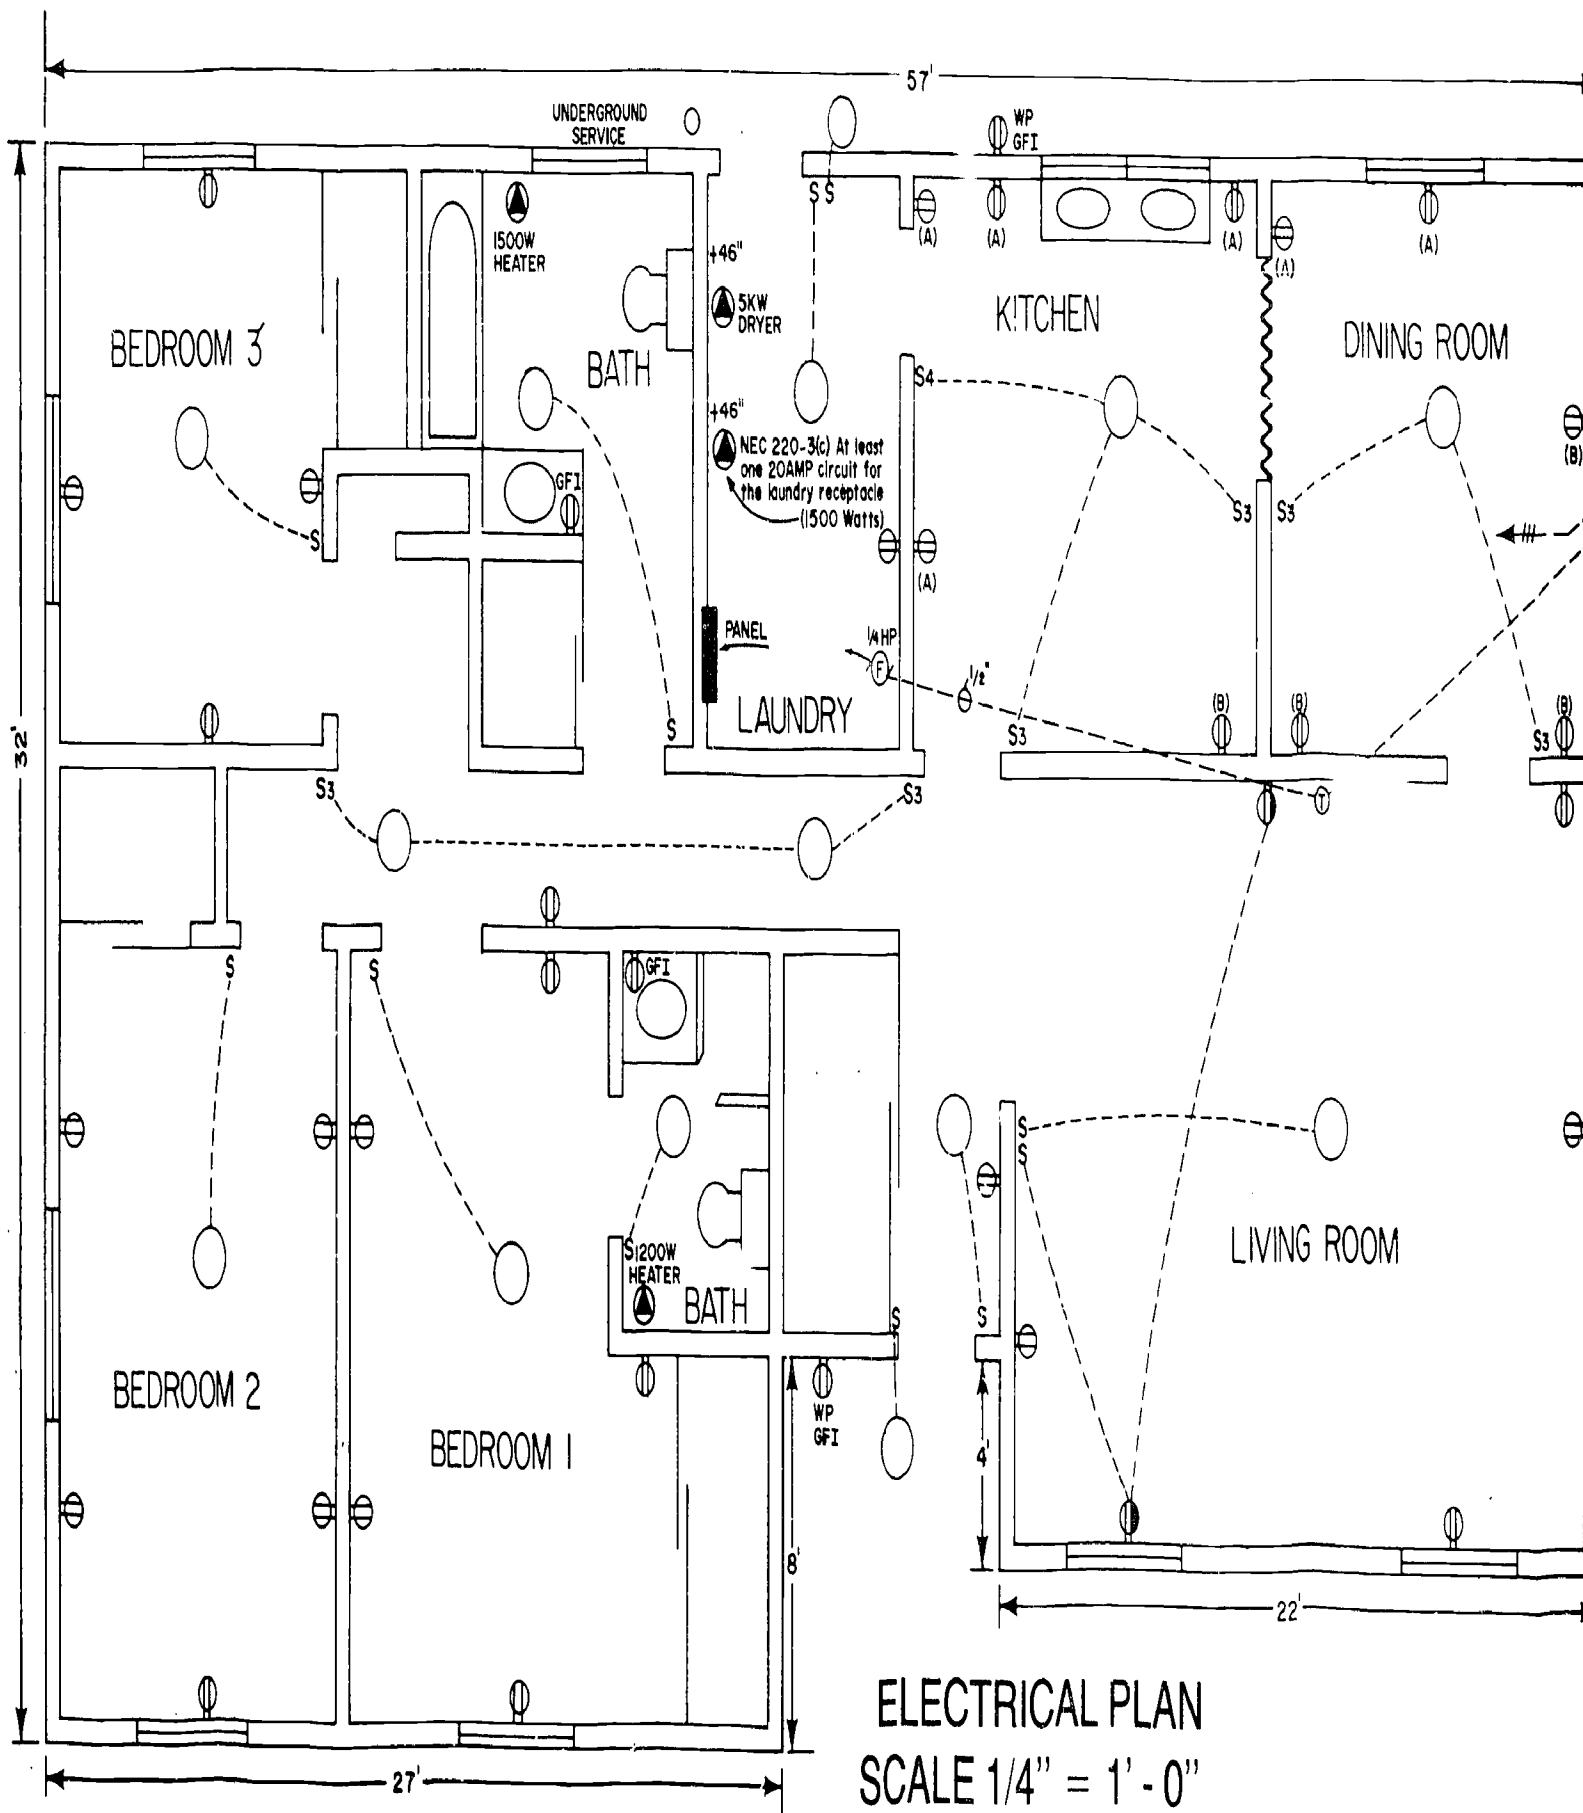 57'
UNDERGROUND
SERVICE
WP
GFI
S S
1500W
HEATER
(A)
(A)
(A)
(A)
(A)
+46"
5KW
DRYER
KITCHEN
BEDROOM 3
BATH
DINING ROOM
S4
+46"
NEC 220-3(c) At least
one 20AMP circuit for
the laundry receptacle
(1500 Watts)
(B)
GFI
S
S3
S3
(A)
32'
PANEL
1/4 HP
F
1/2"
LAUNDRY
S
S3
(B)
(B)
S3
(B)
S3
S3
T
S
S
GFI
S
S
S
LIVING ROOM
S
1200W
HEATER
BATH
S
S
BEDROOM 2
BEDROOM 1
WP
GFI
4'
8'
22'
ELECTRICAL PLAN
SCALE 1/4" = 1'-0"
27'